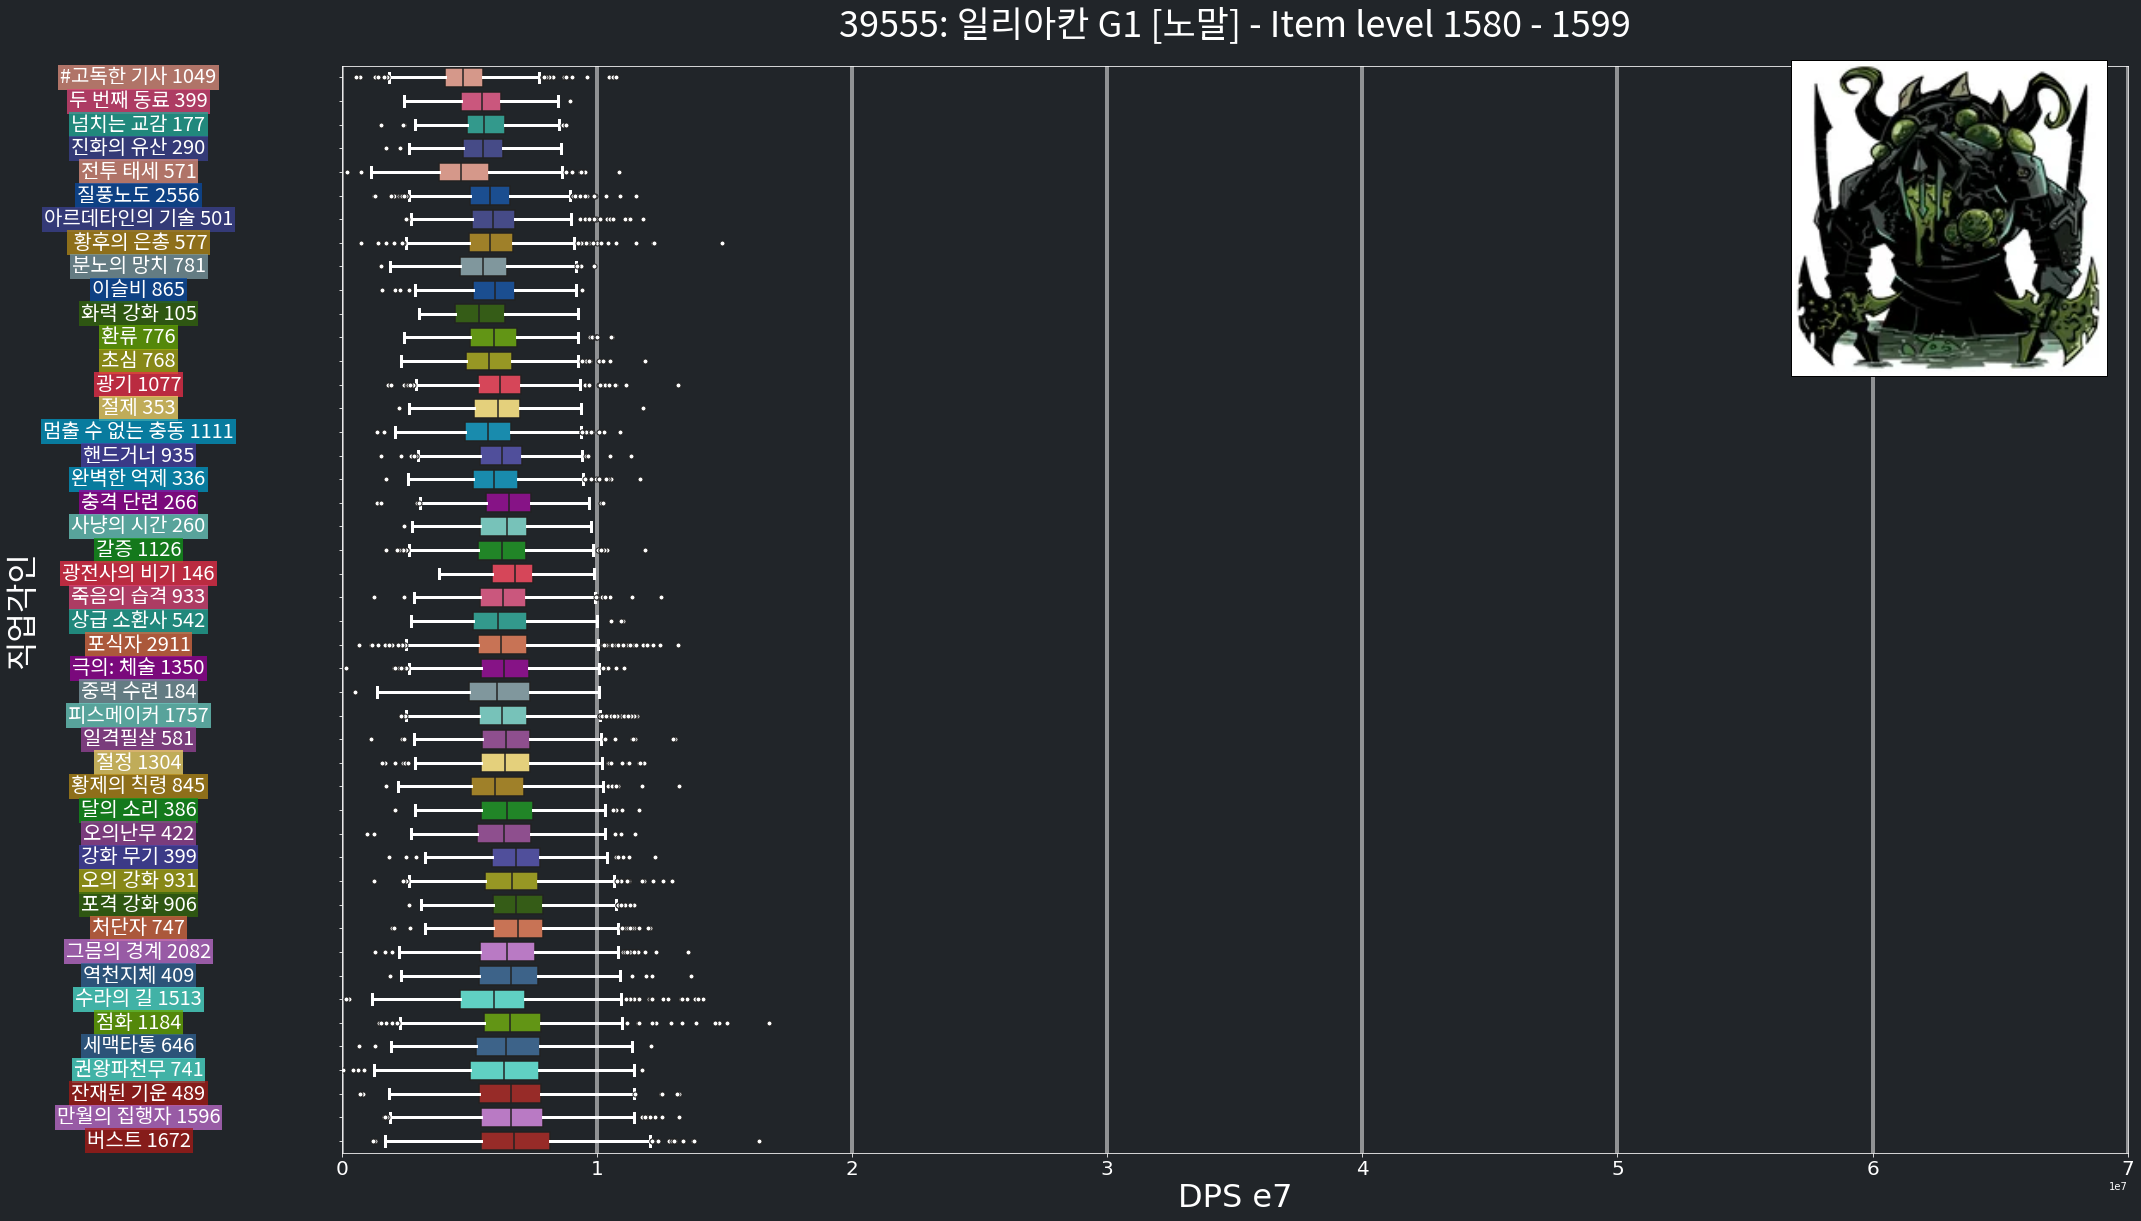 39555: 일리아칸 G1 [노말] - Item level 1580 - 1599
#고독한 기사 1049
두 번째 동료 399
넘치는 교감 177
진화의 유산 290
전투 태세 571
질풍노도 2556
아르데타인의 기술 501
황후의 은총 577
분노의 망치 781
이슬비 865
화력 강화 105
환류 776
초심 768
광기 1077
절제 353
멈출 수 없는 충동 1111
핸드거너 935
완벽한 억제 336
충격 단련 266
사냥의 시간 260
갈증 1126
광전사의 비기 146
죽음의 습격 933
상급 소환사 542
포식자 2911
극의: 체술 1350
중력 수련 184
피스메이커 1757
일격필살 581
절정 1304
황제의 칙령 845
달의 소리 386
오의난무 422
강화 무기 399
오의 강화 931
포격 강화 906
처단자 747
그믐의 경계 2082
역천지체 409
수라의 길 1513
점화 1184
세맥타통 646
권왕파천무 741
잔재된 기운 489
만월의 집행자 1596
버스트 1672
직업각인
0 1 2 3 4 5 6 7
1e7
DPS e7